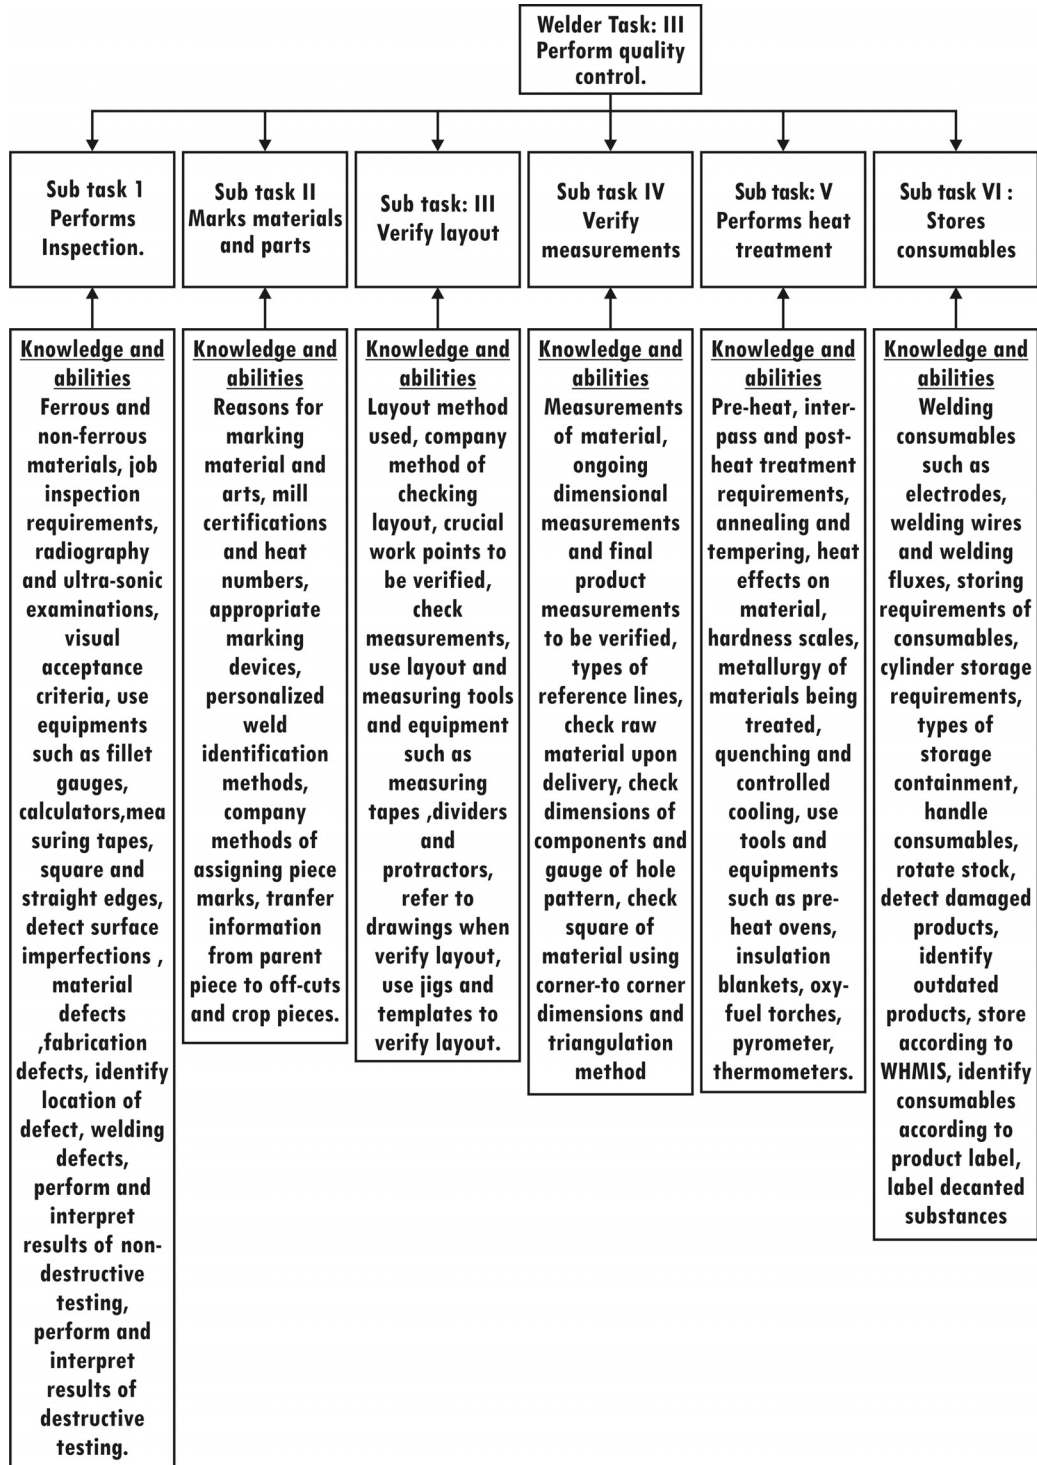 Welder Task: III
Perform quality
control.
Sub task 1
Performs
Inspection.
Sub task II
Marks materials
and parts
Sub task: III
Verify layout
Sub task IV
Verify
measurements
Sub task: V
Performs heat
treatment
Sub task VI :
Stores
consumables
Knowledge and
abilities
Ferrous and
non-ferrous
materials, job
inspection
requirements,
radiography
and ultra-sonic
examinations,
visual
acceptance
criteria, use
equipments
such as fillet
gauges,
calculators,mea
suring tapes,
square and
straight edges,
detect surface
imperfections ,
material
defects
,fabrication
defects, identify
location of
defect, welding
defects,
perform and
interpret
results of non-
destructive
testing,
perform and
interpret
results of
destructive
testing.
Knowledge and
abilities
Reasons for
marking
material and
arts, mill
certifications
and heat
numbers,
appropriate
marking
devices,
personalized
weld
identification
methods,
company
methods of
assigning piece
marks, tranfer
information
from parent
piece to off-cuts
and crop pieces.
Knowledge and
abilities
Layout method
used, company
method of
checking
layout, crucial
work points to
be verified,
check
measurements,
use layout and
measuring tools
and equipment
such as
measuring
tapes ,dividers
and
protractors,
refer to
drawings when
verify layout,
use jigs and
templates to
verify layout.
Knowledge and
abilities
Measurements
of material,
ongoing
dimensional
measurements
and final
product
measurements
to be verified,
types of
reference lines,
check raw
material upon
delivery, check
dimensions of
components and
gauge of hole
pattern, check
square of
material using
corner-to corner
dimensions and
triangulation
method
Knowledge and
abilities
Pre-heat, inter-
pass and post-
heat treatment
requirements,
annealing and
tempering, heat
effects on
material,
hardness scales,
metallurgy of
materials being
treated,
quenching and
controlled
cooling, use
tools and
equipments
such as pre-
heat ovens,
insulation
blankets, oxy-
fuel torches,
pyrometer,
thermometers.
Knowledge and
abilities
Welding
consumables
such as
electrodes,
welding wires
and welding
fluxes, storing
requirements of
consumables,
cylinder storage
requirements,
types of
storage
containment,
handle
consumables,
rotate stock,
detect damaged
products,
identify
outdated
products, store
according to
WHMIS, identify
consumables
according to
product label,
label decanted
substances